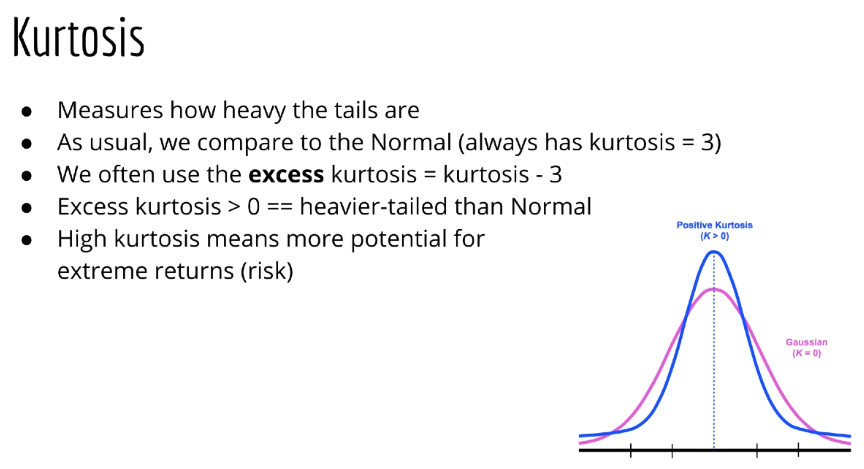 Kurtosis
● Measures how heavy the tails are
● As usual, we compare to the Normal (always has kurtosis = 3)
● We often use the excess kurtosis = kurtosis - 3
● Excess kurtosis > 0 == heavier-tailed than Normal
● High kurtosis means more potential for
extreme returns (risk)
Positive Kurtosis
(K > 0)
Gaussian
(K = 0)